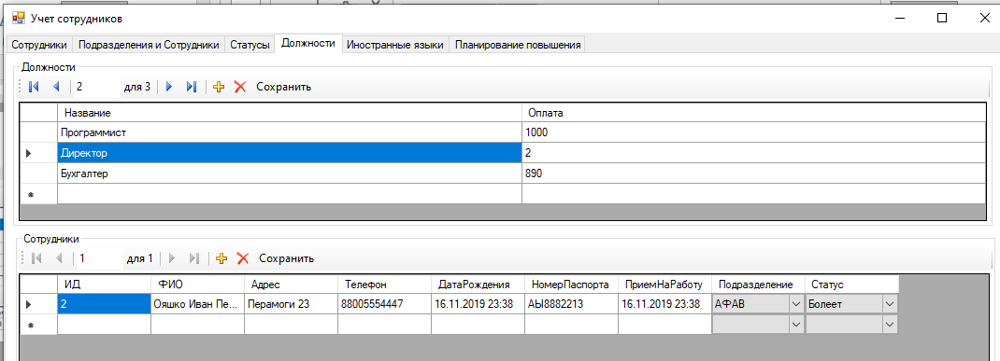 Учет сотрудников
Сотрудники Подразделения и Сотрудники Статусы Должности Иностранные языки Планирование повышения
Должности
2 для 3 Сохранить
Название Оплата
Программист 1000
Директор 2
Бухгалтер 890
Сотрудники
1 для 1 Сохранить
ИД ФИО Адрес Телефон ДатаРождения НомерПаспорта ПриемНаРаботу Подразделение Статус
2 Ояшко Иван Пе... Перамоги 23 88005554447 16.11.2019 23:38 АЫ8882213 16.11.2019 23:38 АФАВ Болеет